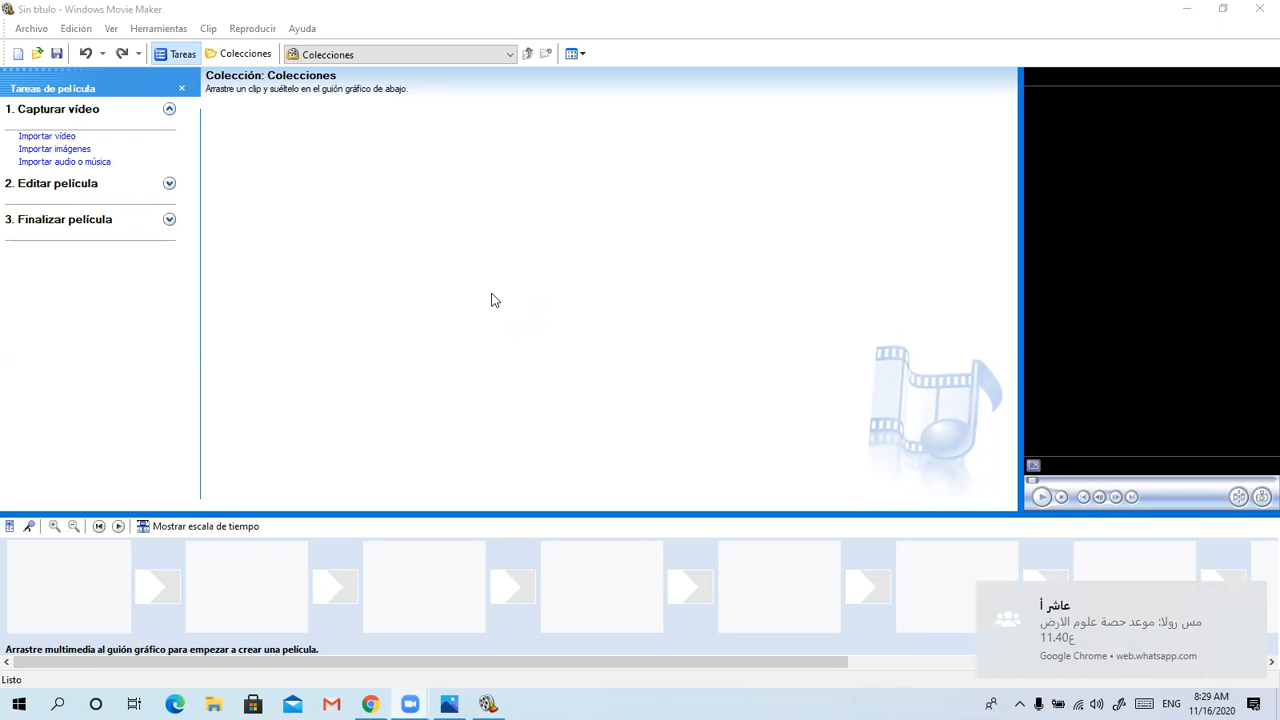 Sin título - Windows Movie Maker
Archivo Edición Ver Herramientas Clip Reproducir Ayuda
Tareas Colecciones Colecciones
Tareas de película
Colección: Colecciones
Arrastre un clip y suéltelo en el guión gráfico de abajo.
1. Capturar vídeo
Importar vídeo
Importar imágenes
Importar audio o música
2. Editar película
3. Finalizar película
Mostrar escala de tiempo
عاشر أ
مس رولا: موعد حصة علوم الارض
11.40ع
Google Chrome • web.whatsapp.com
Arrastre multimedia al guión gráfico para empezar a crear una película.
Listo
ENG
8:29 AM
11/16/2020